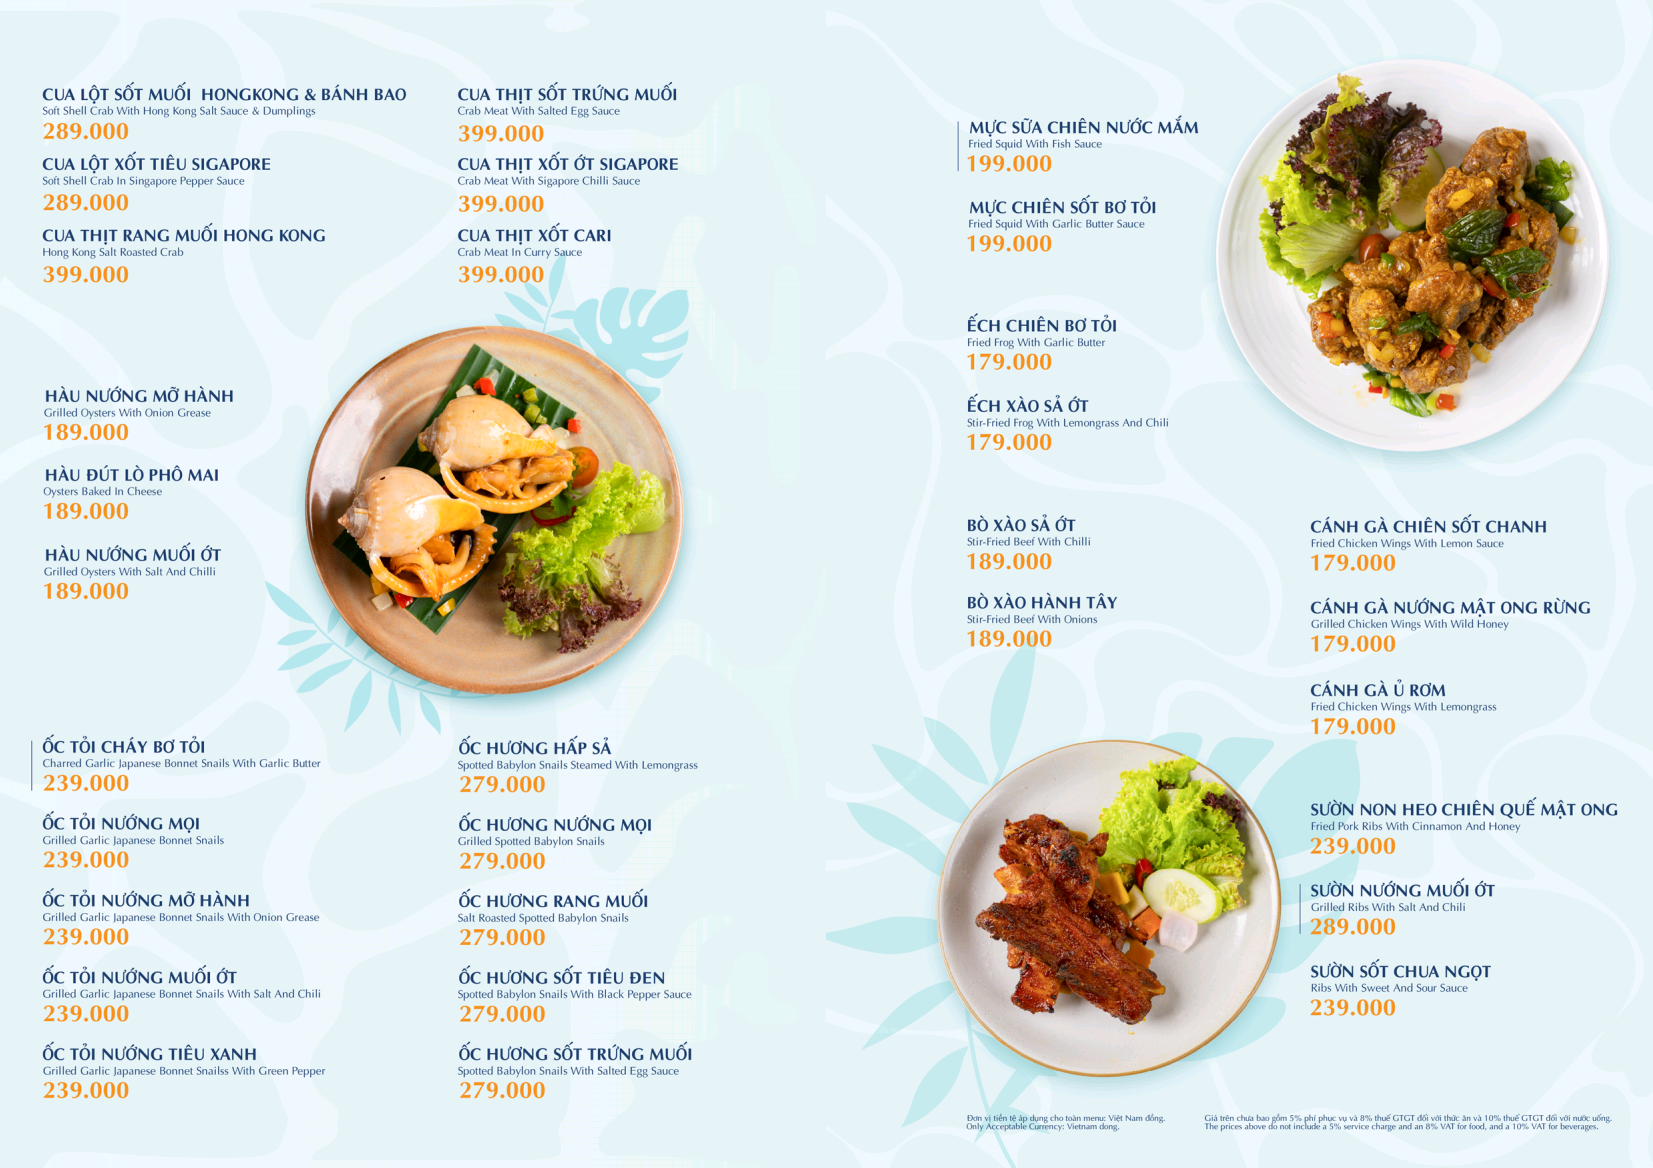 CUA LỘT SỐT MUỐI HONGKONG & BÁNH BAO
Soft Shell Crab With Hong Kong Salt Sauce & Dumplings
289.000
CUA LỘT XỐT TIÊU SIGAPORE
Soft Shell Crab In Singapore Pepper Sauce
289.000
CUA THỊT RANG MUỐI HONG KONG
Hong Kong Salt Roasted Crab
399.000
CUA THỊT SỐT TRỨNG MUỐI
Crab Meat With Salted Egg Sauce
399.000
CUA THỊT XỐT ỚT SIGAPORE
Crab Meat With Sigapore Chilli Sauce
399.000
CUA THỊT XỐT CARI
Crab Meat In Curry Sauce
399.000
HÀU NƯỚNG MỠ HÀNH
Grilled Oysters With Onion Grease
189.000
HÀU ĐÚT LÒ PHÔ MAI
Oysters Baked In Cheese
189.000
HÀU NƯỚNG MUỐI ỚT
Grilled Oysters With Salt And Chilli
189.000
ỐC TỎI CHÁY BƠ TỎI
Charred Garlic Japanese Bonnet Snails With Garlic Butter
239.000
ỐC TỎI NƯỚNG MỌI
Grilled Garlic Japanese Bonnet Snails
239.000
ỐC TỎI NƯỚNG MỠ HÀNH
Grilled Garlic Japanese Bonnet Snails With Onion Grease
239.000
ỐC TỎI NƯỚNG MUỐI ỚT
Grilled Garlic Japanese Bonnet Snails With Salt And Chili
239.000
ỐC TỎI NƯỚNG TIÊU XANH
Grilled Garlic Japanese Bonnet Snailss With Green Pepper
239.000
ỐC HƯƠNG HẤP SẢ
Spotted Babylon Snails Steamed With Lemongrass
279.000
ỐC HƯƠNG NƯỚNG MỌI
Grilled Spotted Babylon Snails
279.000
ỐC HƯƠNG RANG MUỐI
Salt Roasted Spotted Babylon Snails
279.000
ỐC HƯƠNG SỐT TIÊU ĐEN
Spotted Babylon Snails With Black Pepper Sauce
279.000
ỐC HƯƠNG SỐT TRỨNG MUỐI
Spotted Babylon Snails With Salted Egg Sauce
279.000
MỰC SỮA CHIÊN NƯỚC MẮM
Fried Squid With Fish Sauce
199.000
MỰC CHIÊN SỐT BƠ TỎI
Fried Squid With Garlic Butter Sauce
199.000
ẾCH CHIÊN BƠ TỎI
Fried Frog With Garlic Butter
179.000
ẾCH XÀO SẢ ỚT
Stir-Fried Frog With Lemongrass And Chili
179.000
BÒ XÀO SẢ ỚT
Stir-Fried Beef With Chilli
189.000
BÒ XÀO HÀNH TÂY
Stir-Fried Beef With Onions
189.000
CÁNH GÀ CHIÊN SỐT CHANH
Fried Chicken Wings With Lemon Sauce
179.000
CÁNH GÀ NƯỚNG MẬT ONG RỪNG
Grilled Chicken Wings With Wild Honey
179.000
CÁNH GÀ Ủ RƠM
Fried Chicken Wings With Lemongrass
179.000
SƯỜN NON HEO CHIÊN QUẾ MẬT ONG
Fried Pork Ribs With Cinnamon And Honey
239.000
SƯỜN NƯỚNG MUỐI ỚT
Grilled Ribs With Salt And Chili
289.000
SƯỜN SỐT CHUA NGỌT
Ribs With Sweet And Sour Sauce
239.000
Đơn vị tiền tệ áp dụng cho toàn menu: Việt Nam đồng.
Only Acceptable Currency: Vietnam dong.
Giá trên chưa bao gồm 5% phí phục vụ và 8% thuế GTGT đối với thức ăn và 10% thuế GTGT đối với nước uống.
The prices above do not include a 5% service charge and an 8% VAT for food, and a 10% VAT for beverages.